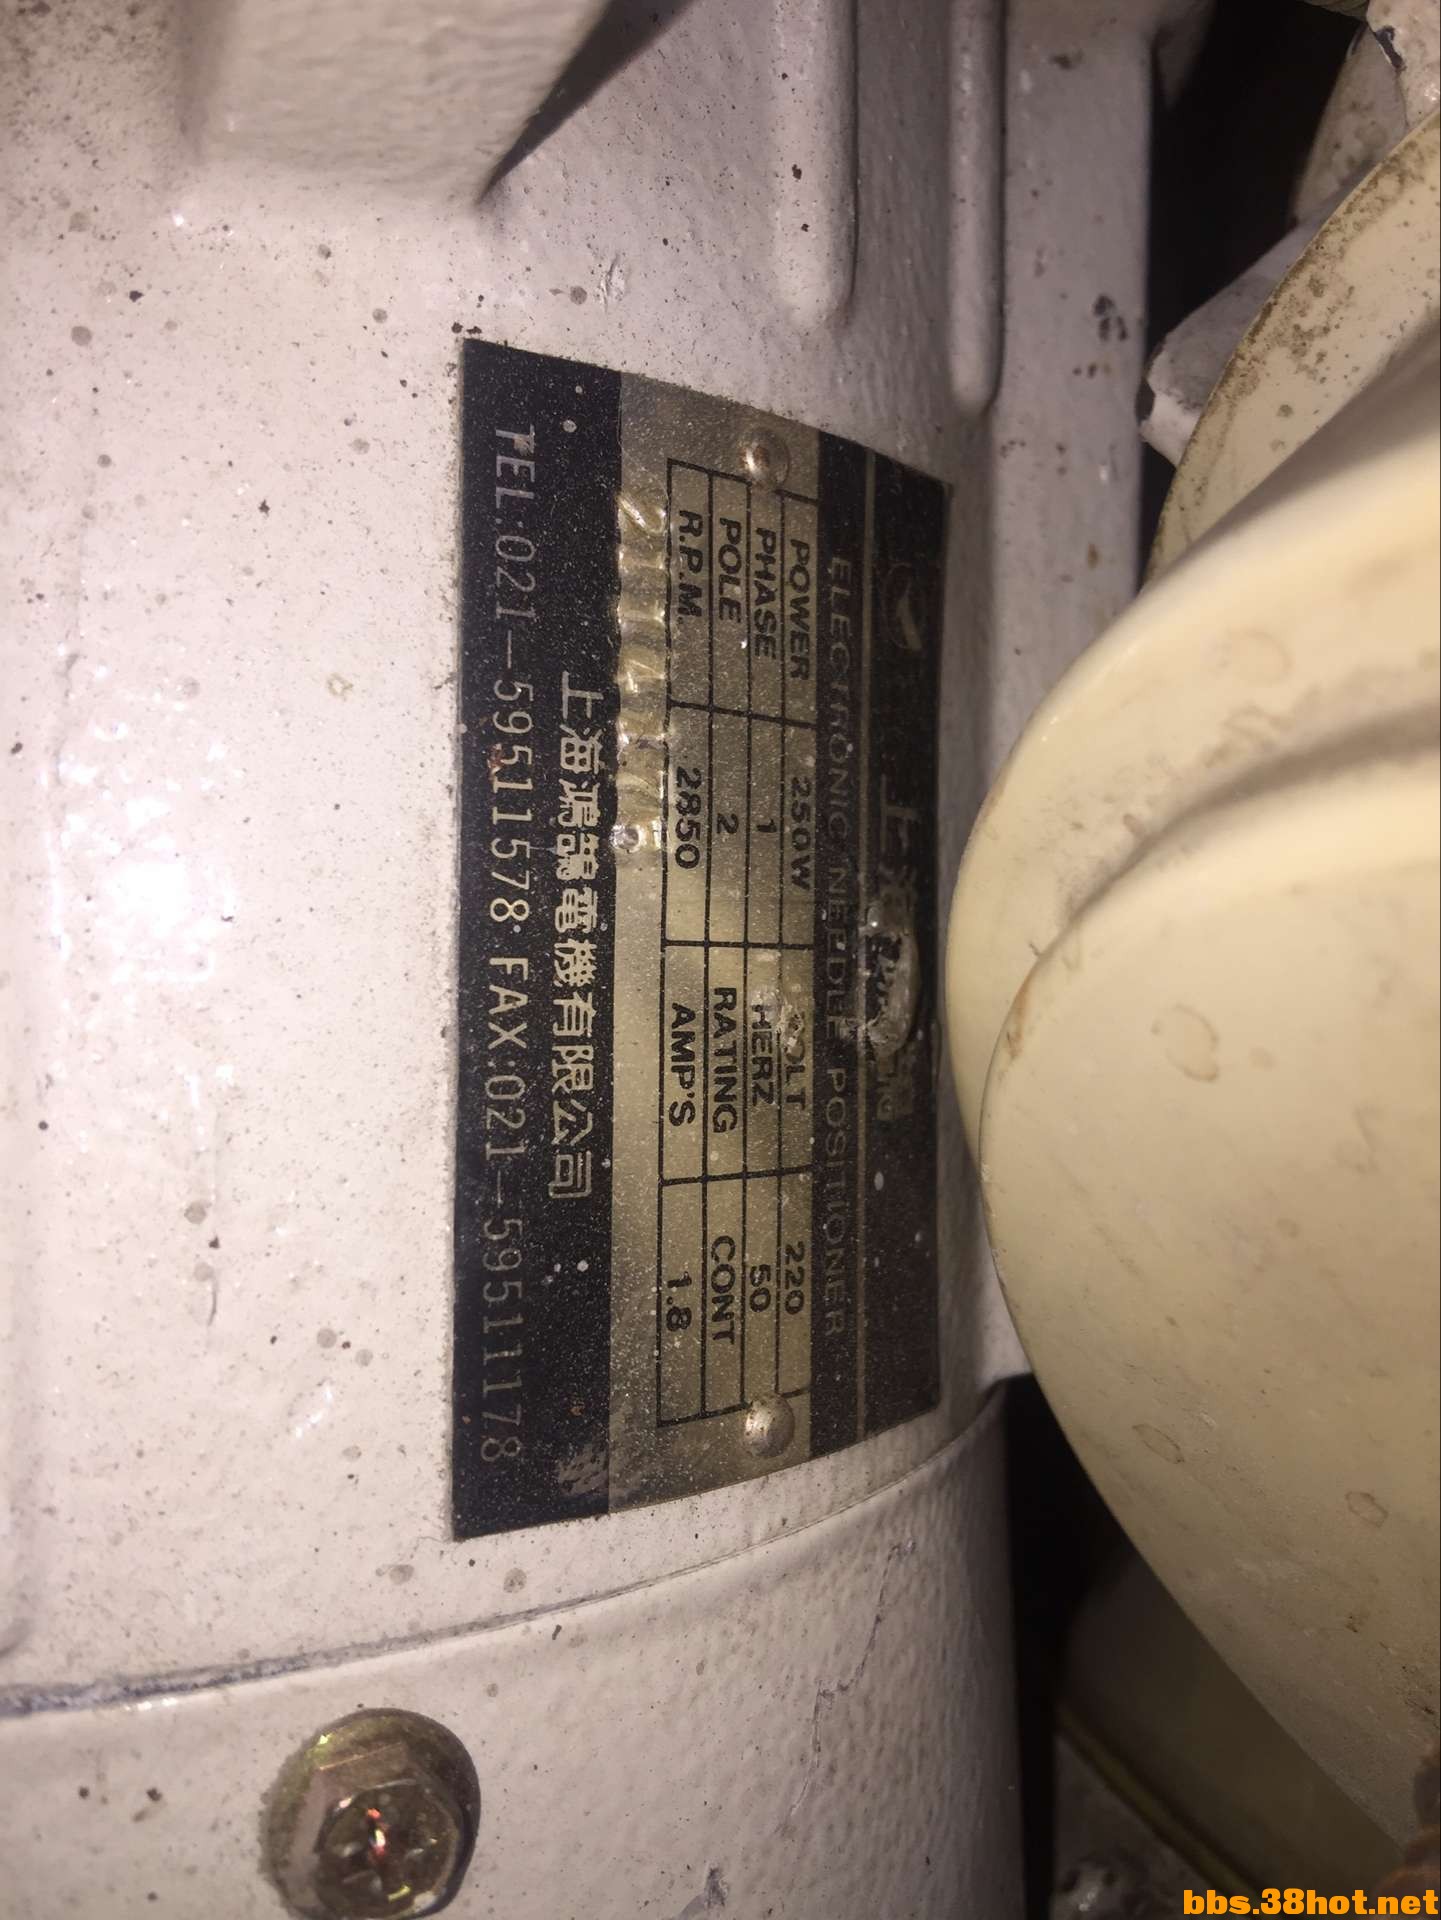 ELECTRONIC NEEDLE POSITIONER
POWER 250W VOLT 220
PHASE 1 HERZ 50
POLE 2 RATING CONT
R.P.M. 2850 AMP'S 1.8
上海鴻 電機有限公司
TEL:021-59511578 FAX:021-59511178
bbs.38hot.net